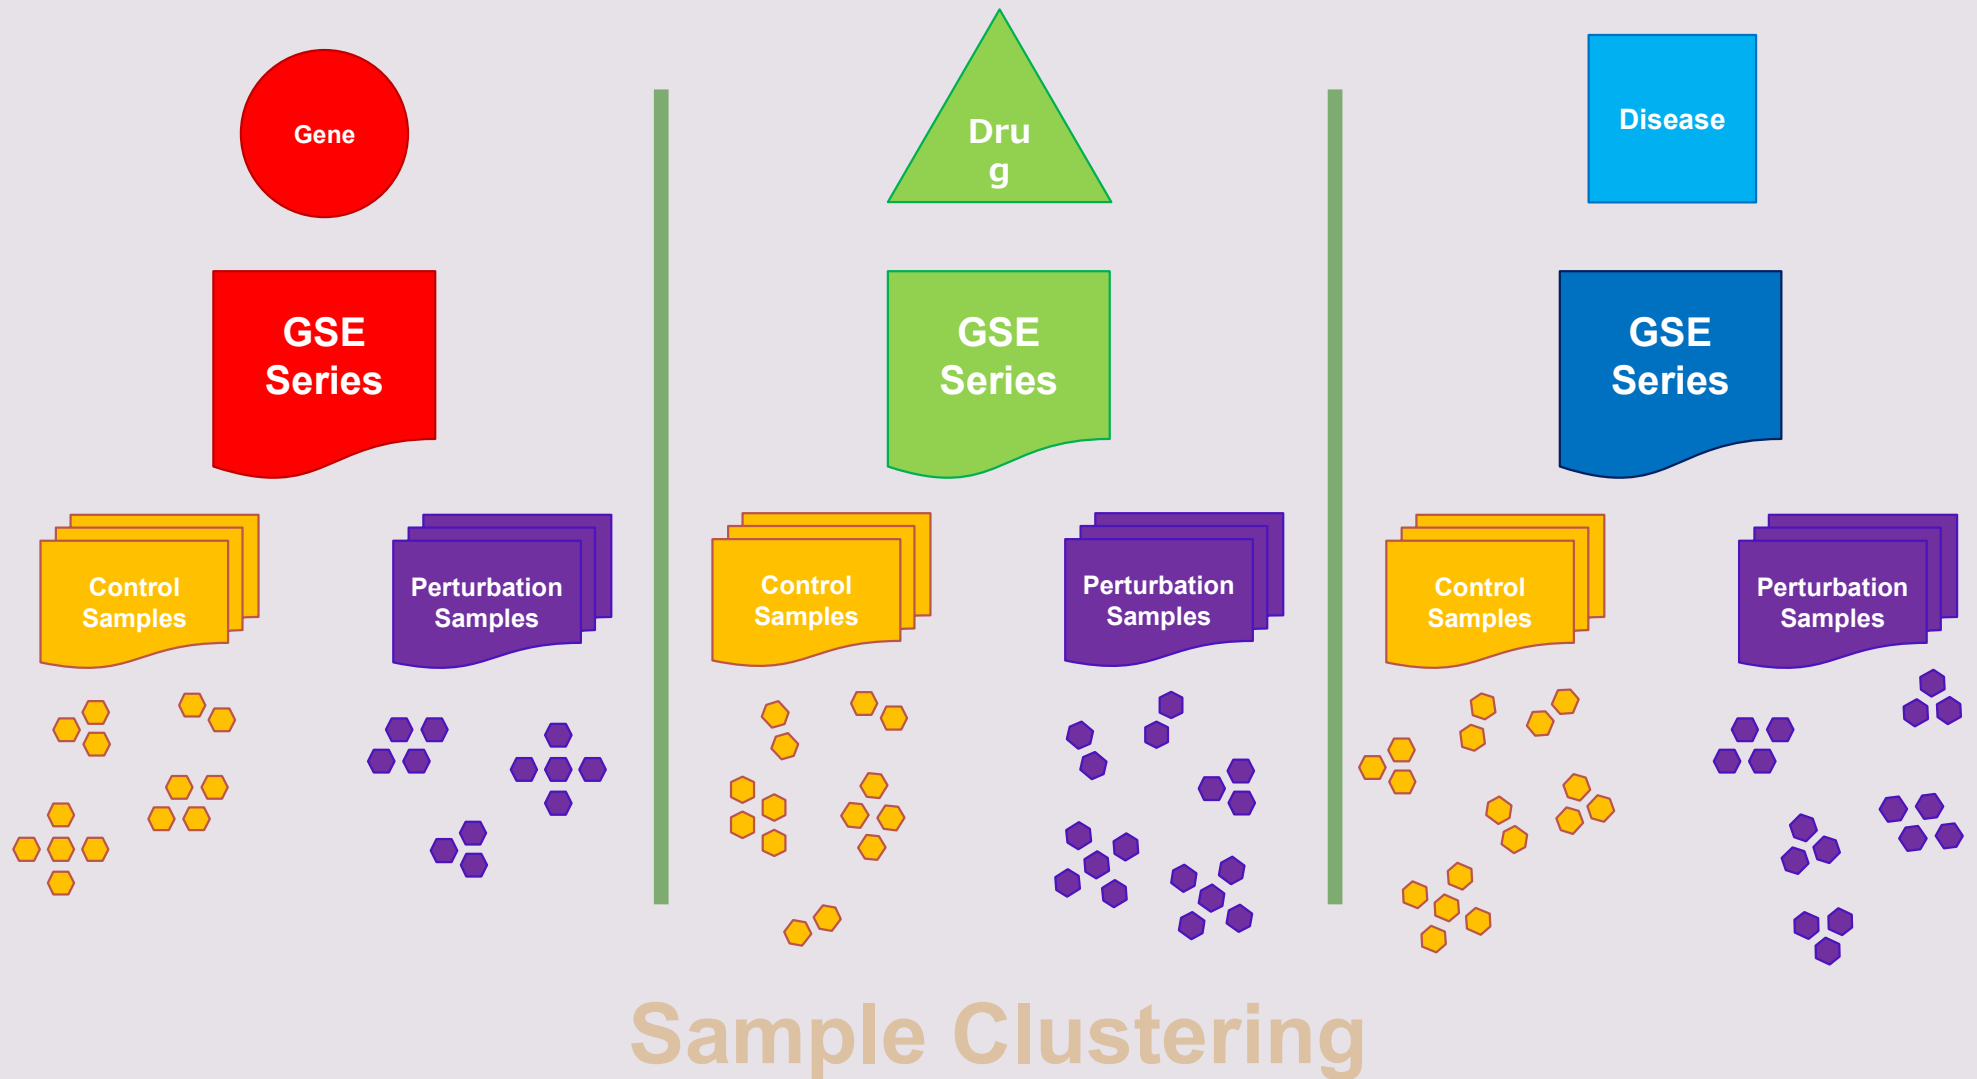 Gene
Dru
g
Disease
GSE
Series
GSE
Series
GSE
Series
Control
Samples
Perturbation
Samples
Control
Samples
Perturbation
Samples
Control
Samples
Perturbation
Samples
Sample Clustering